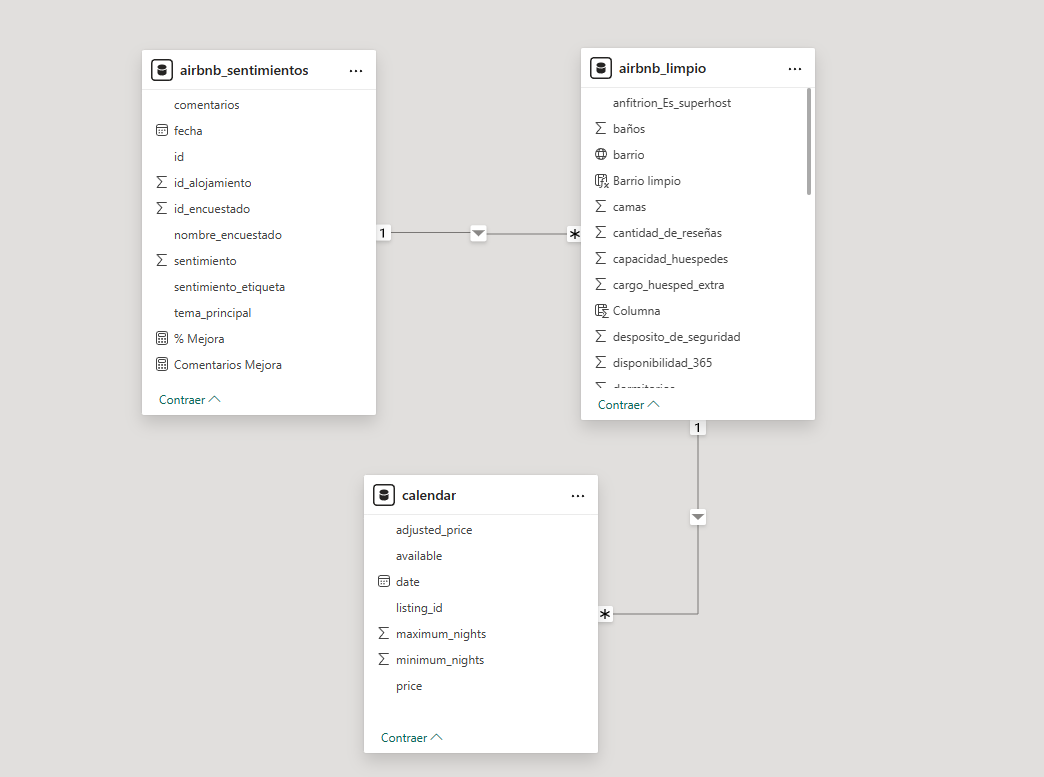 airbnb_sentimientos
...
comentarios
fecha
id
id_alojamiento
id_encuestado
nombre_encuestado
sentimiento
sentimiento_etiqueta
tema_principal
% Mejora
Comentarios Mejora
Contraer
1
*
airbnb_limpio
...
anfitrion_Es_superhost
baños
barrio
Barrio limpio
camas
cantidad_de_reseñas
capacidad_huespedes
cargo_huesped_extra
Columna
desposito_de_seguridad
disponibilidad_365
dormitorios
Contraer
1
*
calendar
...
adjusted_price
available
date
listing_id
maximum_nights
minimum_nights
price
Contraer